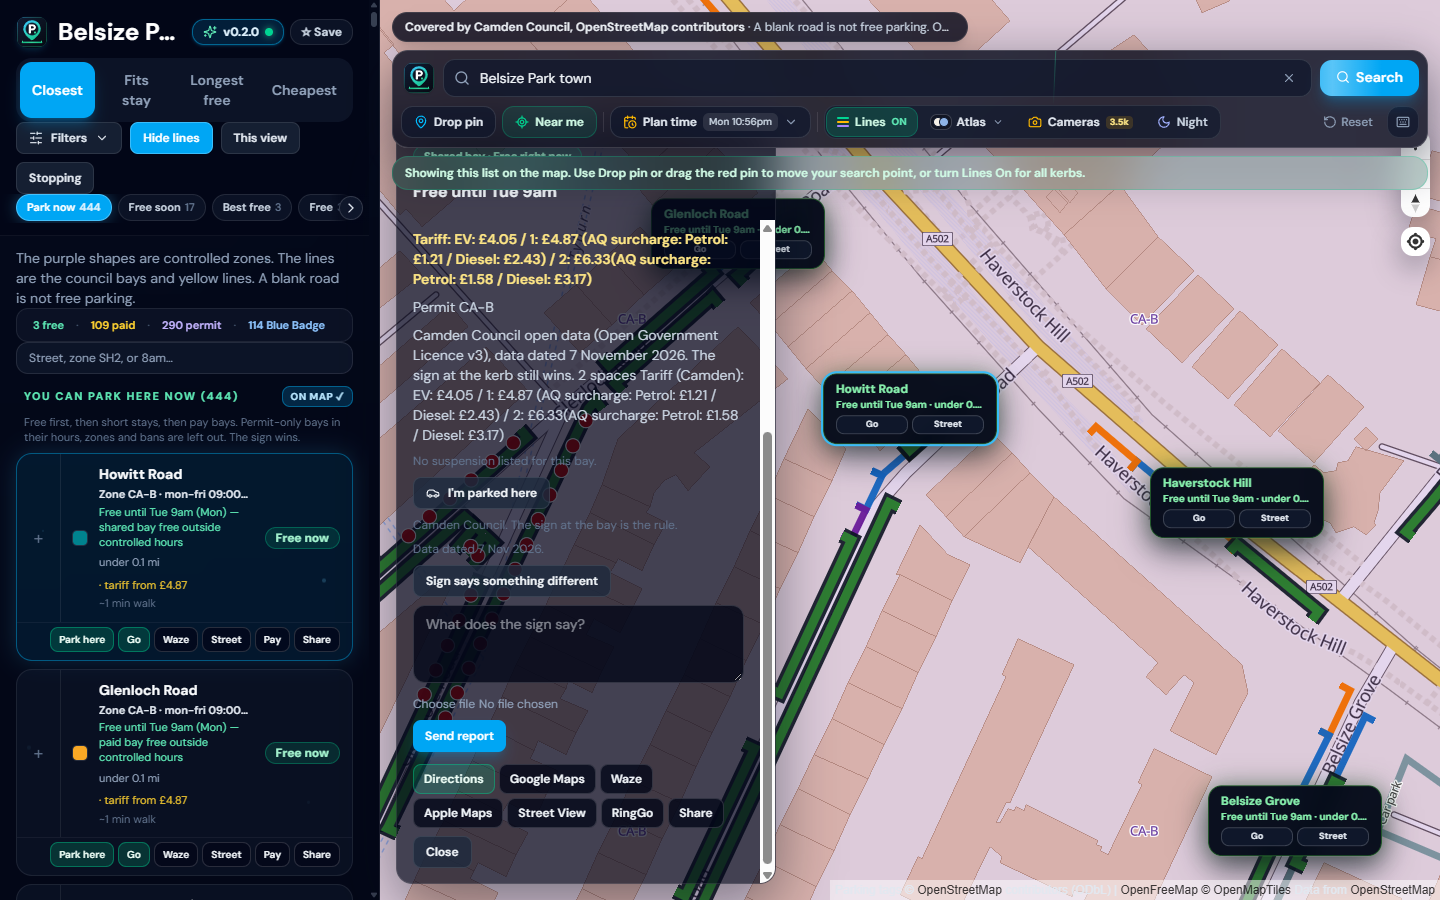 Belsize P...
v0.2.0
☆ Save
Closest
Fits stay
Longest free
Cheapest
Filters
Hide lines
This view
Stopping
Park now 444
Free soon 17
Best free 3
Free
The purple shapes are controlled zones. The lines
are the council bays and yellow lines. A blank road
is not free parking.
3 free · 109 paid · 290 permit · 114 Blue Badge
Street, zone SH2, or 8am...
YOU CAN PARK HERE NOW (444)
ON MAP ✓
Free first, then short stays, then pay bays. Permit-only bays in
their hours, zones and bans are left out. The sign wins.
Howitt Road
Zone CA-B · mon-fri 09:00...
Free until Tue 9am (Mon) —
shared bay free outside
controlled hours
under 0.1 mi
· tariff from £4.87
~1 min walk
+
Free now
Park here
Go
Waze
Street
Pay
Share
Glenloch Road
Zone CA-B · mon-fri 09:00...
Free until Tue 9am (Mon) —
paid bay free outside
controlled hours
under 0.1 mi
· tariff from £4.87
~1 min walk
+
Free now
Park here
Go
Waze
Street
Pay
Share
Covered by Camden Council, OpenStreetMap contributors · A blank road is not free parking. O...
Belsize Park town
Search
Drop pin
Near me
Plan time
Mon 10:56pm
Lines ON
Atlas
Cameras 3.5k
Night
Reset
Shared bay · Free right now
Showing this list on the map. Use Drop pin or drag the red pin to move your search point, or turn Lines On for all kerbs.
Free until Tue 9am
Tariff: EV: £4.05 / 1: £4.87 (AQ surcharge: Petrol:
£1.21 / Diesel: £2.43) / 2: £6.33(AQ surcharge:
Petrol: £1.58 / Diesel: £3.17)
Permit CA-B
Camden Council open data (Open Government
Licence v3), data dated 7 November 2026. The
sign at the kerb still wins. 2 spaces Tariff (Camden):
EV: £4.05 / 1: £4.87 (AQ surcharge: Petrol: £1.21 /
Diesel: £2.43) / 2: £6.33(AQ surcharge: Petrol: £1.58
/ Diesel: £3.17)
No suspension listed for this bay.
I'm parked here
Camden Council. The sign at the bay is the rule.
Data dated 7 Nov 2026.
Sign says something different
What does the sign say?
Choose file No file chosen
Send report
Directions
Google Maps
Waze
Apple Maps
Street View
RingGo
Share
Close
Glenloch Road
Free until Tue 9am · under 0....
Go
Street
Howitt Road
Free until Tue 9am · under 0....
Go
Street
Haverstock Hill
Free until Tue 9am · under 0....
Go
Street
Belsize Grove
Free until Tue 9am · under 0....
Go
Street
A502
A502
A502
Haverstock Hill
Haverstock Hill
Belsize Grove
car park
CA-B
CA-B
CA-B
CA-B
© OpenStreetMap
OpenFreeMap © OpenMapTiles
from OpenStreetMap